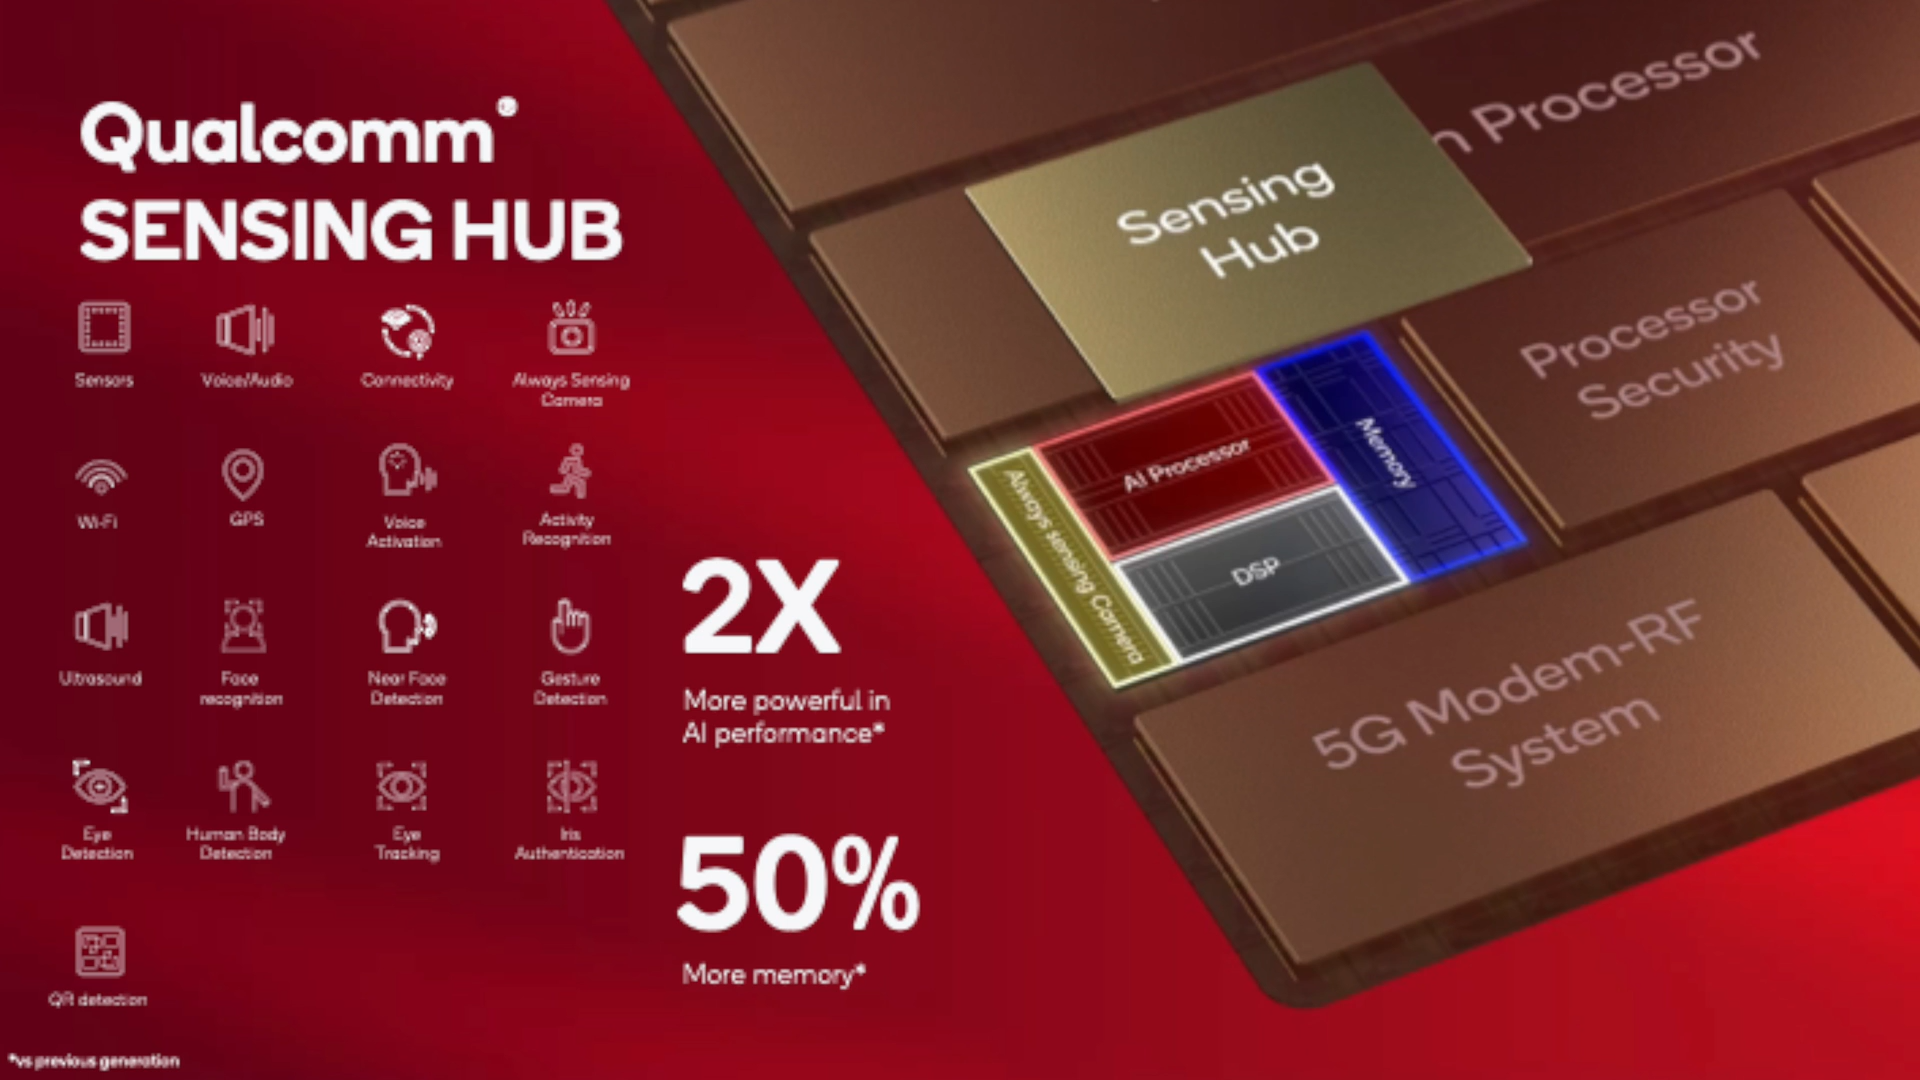 Qualcomm®
SENSING HUB
Sensors
Voice/Audio
Connectivity
Always Sensing
Camera
Wi-Fi
GPS
Voice
Activation
Activity
Recognition
Ultrasound
Face
recognition
Near Face
Detection
Gesture
Detection
Eye
Detection
Human Body
Detection
Eye
Tracking
Iris
Authentication
QR detection
*vs previous generation
2X
More powerful in
AI performance*
50%
More memory*
n Processor
Sensing
Hub
Processor
Security
AI Processor
Memory
Always sensing Camera
DSP
5G Modem-RF
System